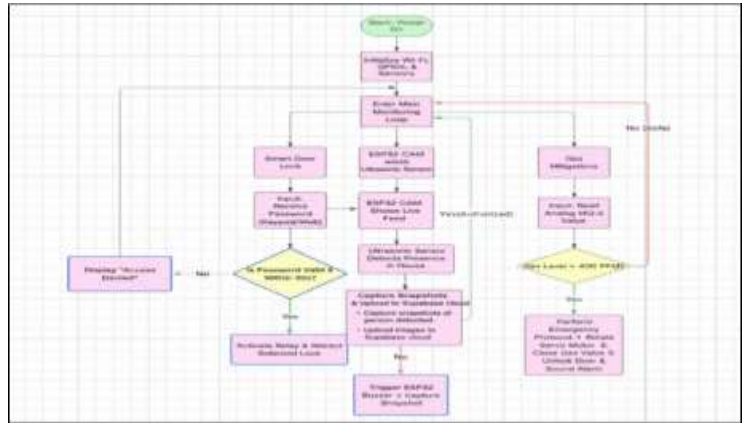 Start: Power
On
Initialize Wi-Fi,
GPIOs, &
Sensors
Enter Main
Monitoring
Loop
No (Safe)
Smart Door
Lock
ESP32 CAM
with
Ultrasonic Sensor
Gas
Mitigations
Input:
Receive
Password
(Keypad/Web)
ESP32 CAM
Shows Live
Feed
Input: Read
Analog MQ-2
Value
Ultrasonic Sensor
Detects Presence
in House
Display "Access
Denied"
No
Is Password Valid &
Within
Gas Level > 400 PPM?
Capture Snapshots
& Upload to Supabase cloud
• Capture snapshots of
person detected
• Upload images to
Supabase cloud
Yes
Yes
Activate Relay & Retract
Solenoid Lock
Perform
Emergency
Protocol • Rotate
Servo Motor &
Close Gas Valve &
Unlock Door &
Sound Alarm
No
Trigger ESP32
Buzzer + Capture
Snapshot